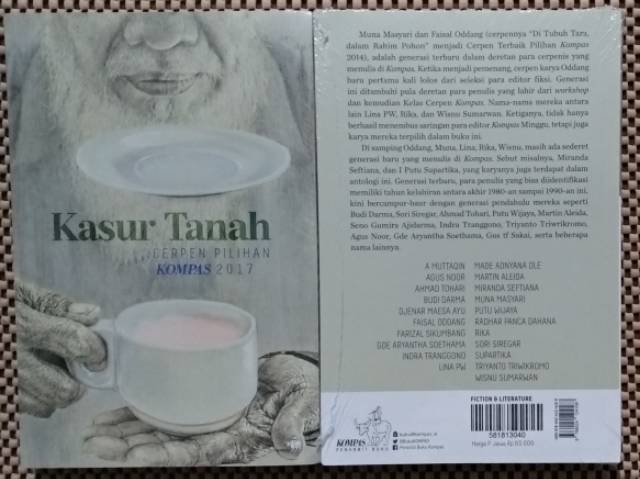 Kasur Tanah
CERPEN PILIHAN
KOMPAS 2017
Muna Masyari dan Faisal Oddang (cerpennya "Di Tubuh Tarra,
dalam Rahim Pohon" menjadi Cerpen Terbaik Pilihan Kompas
2014), adalah generasi terbaru dalam deretan para cerpenis yang
menulis di Kompas. Ketika menjadi pemenang, cerpen karya Oddang
baru pertama kali lolos dari seleksi para editor fiksi. Generasi
ini ditambahi pula deretan para penulis yang lahir dari workshop
dan kemudian Kelas Cerpen Kompas. Nama-nama mereka antara
lain Lina PW, Rika, dan Wisnu Sumarwan. Ketiganya, tidak hanya
berhasil menembus saringan para editor Kompas Minggu, tetapi juga
karya mereka terpilih dalam buku ini.
Di samping Oddang, Muna, Lina, Rika, Wisnu, masih ada sederet
generasi baru yang menulis di Kompas. Sebut misalnya, Miranda
Seftiana, dan I Putu Supartika, yang karyanya juga terdapat dalam
antologi ini. Generasi terbaru, para penulis yang bisa diidentifikasi
memiliki tahun kelahiran antara akhir 1980-an sampai 1990-an ini,
kini bercampur-baur dengan generasi pendahulu mereka seperti
Budi Darma, Sori Siregar, Ahmad Tohari, Putu Wijaya, Martin Aleida,
Seno Gumira Ajidarma, Indra Tranggono, Triyanto Triwikromo,
Agus Noor, Gde Aryantha Soethama, Gus tf Sakai, serta beberapa
nama lainnya.
A MUTTAQIN MADE ADNYANA OLE
AGUS NOOR MARTIN ALEIDA
AHMAD TOHARI MIRANDA SEFTIANA
BUDI DARMA MUNA MASYARI
DJENAR MAESA AYU PUTU WIJAYA
FAISAL ODDANG RADHAR PANCA DAHANA
FARIZAL SIKUMBANG RIKA
GDE ARYANTHA SOETHAMA SORI SIREGAR
INDRA TRANGGONO SUPARTIKA
LINA PW TRIYANTO TRIWIKROMO
WISNU SUMARWAN
FICTION & LITERATURE
KOMPAS
PENERBIT BUKU
Penerbit Buku Kompas
581813040
Harga P. Jawa Rp